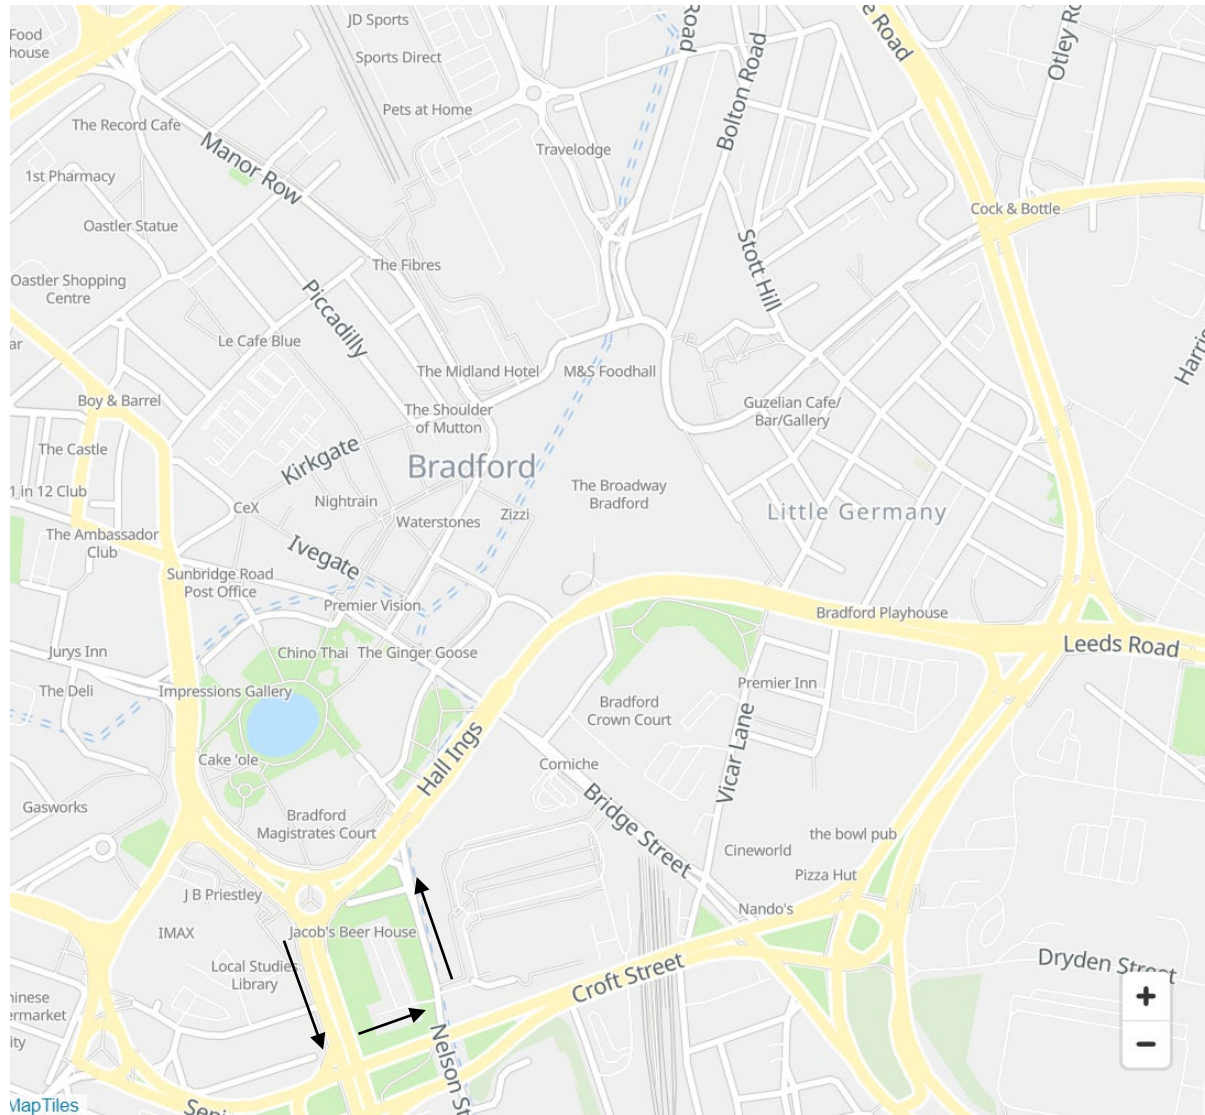 Food
house
JD Sports
Sports Direct
Pets at Home
Road
Bolton Road
e Road
Otley Ro
The Record Cafe
Manor Row
Travelodge
1st Pharmacy
Cock & Bottle
Oastler Statue
The Fibres
Stott Hill
Oastler Shopping
Centre
Piccadilly
Le Cafe Blue
ar
Harris
The Midland Hotel
M&S Foodhall
Boy & Barrel
The Shoulder
of Mutton
Guzelian Cafe/
Bar/Gallery
The Castle
Kirkgate
Bradford
1 in 12 Club
Nightrain
The Broadway
Bradford
CeX
Waterstones
Zizzi
Little Germany
The Ambassador
Club
Ivegate
Sunbridge Road
Post Office
Premier Vision
Bradford Playhouse
Jurys Inn
Chino Thai
The Ginger Goose
Leeds Road
The Deli
Impressions Gallery
Premier Inn
Bradford
Crown Court
Hall Ings
Vicar Lane
Cake 'ole
Corniche
Gasworks
Bradford
Magistrates Court
Bridge Street
the bowl pub
Cineworld
Pizza Hut
J B Priestley
Nando's
IMAX
Jacob's Beer House
Local Studies
Library
Croft Street
Dryden Street
hinese
ermarket
ity
Nelson St
+
−
MapTiles
Seni